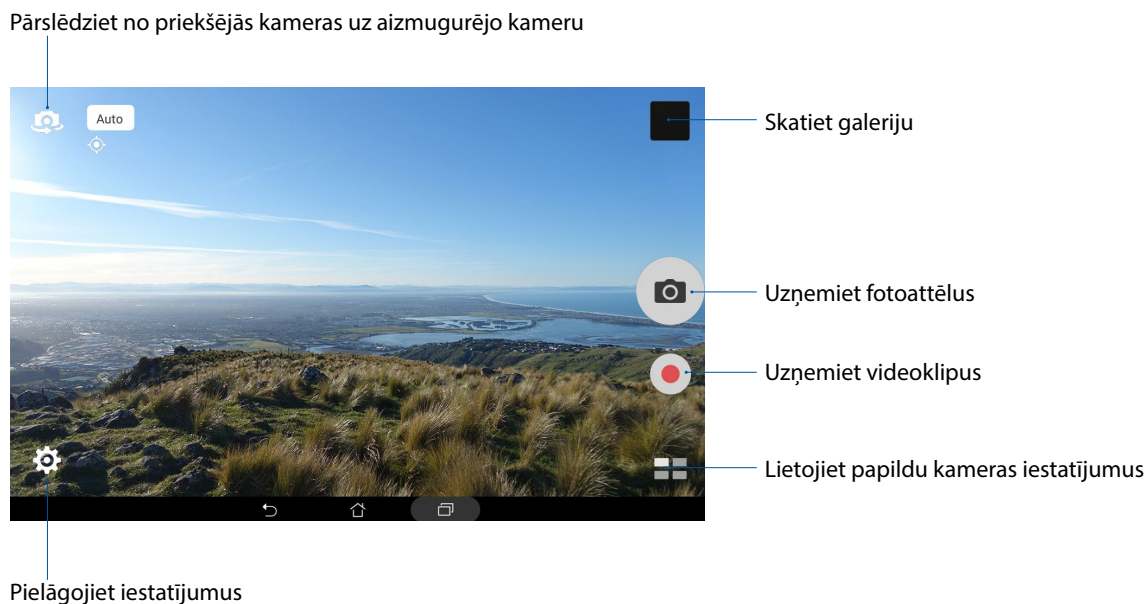 Pārslēdziet no priekšējās kameras uz aizmugurējo kameru
Auto
Skatiet galeriju
Uzņemiet fotoattēlus
Uzņemiet videoklipus
Lietojiet papildu kameras iestatījumus
Pielāgojiet iestatījumus